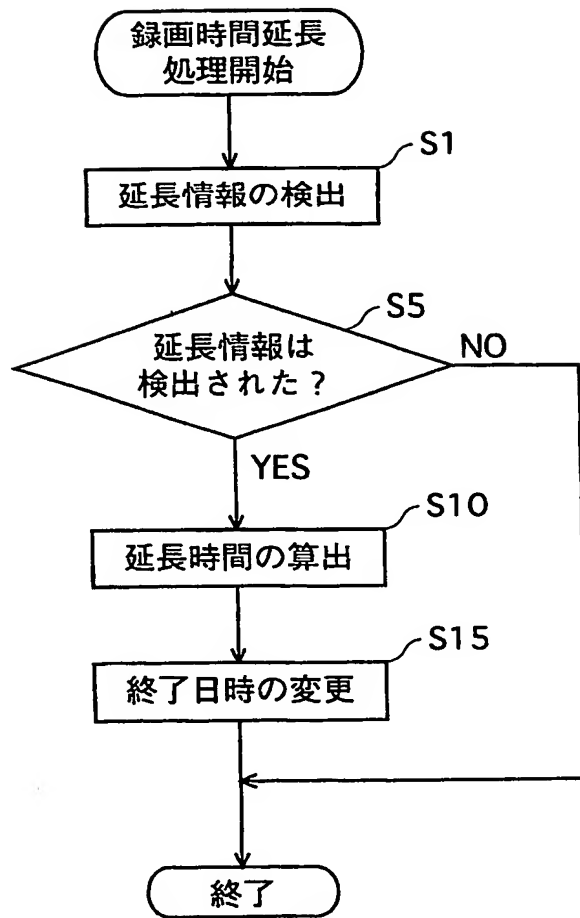 録画時間延長
処理開始
S1
延長情報の検出
S5
延長情報は
検出された?
NO
YES
S10
延長時間の算出
S15
終了日時の変更
終了